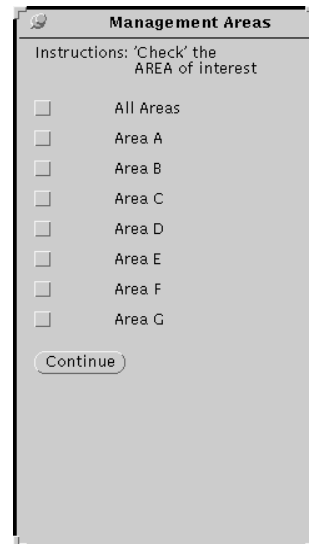 Management Areas
Instructions: 'Check' the
AREA of interest
All Areas
Area A
Area B
Area C
Area D
Area E
Area F
Area G
Continue